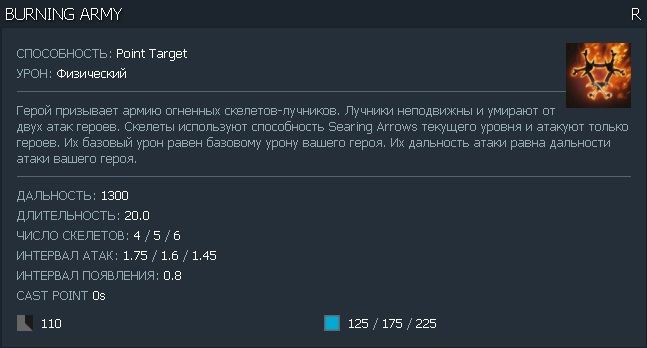 BURNING ARMY R
СПОСОБНОСТЬ: Point Target
УРОН: Физический
Герой призывает армию огненных скелетов-лучников. Лучники неподвижны и умирают от
двух атак героев. Скелеты используют способность Searing Arrows текущего уровня и атакуют только
героев. Их базовый урон равен базовому урону вашего героя. Их дальность атаки равна дальности
атаки вашего героя.
ДАЛЬНОСТЬ: 1300
ДЛИТЕЛЬНОСТЬ: 20.0
ЧИСЛО СКЕЛЕТОВ: 4 / 5 / 6
ИНТЕРВАЛ АТАК: 1.75 / 1.6 / 1.45
ИНТЕРВАЛ ПОЯВЛЕНИЯ: 0.8
CAST POINT 0s
110 125 / 175 / 225